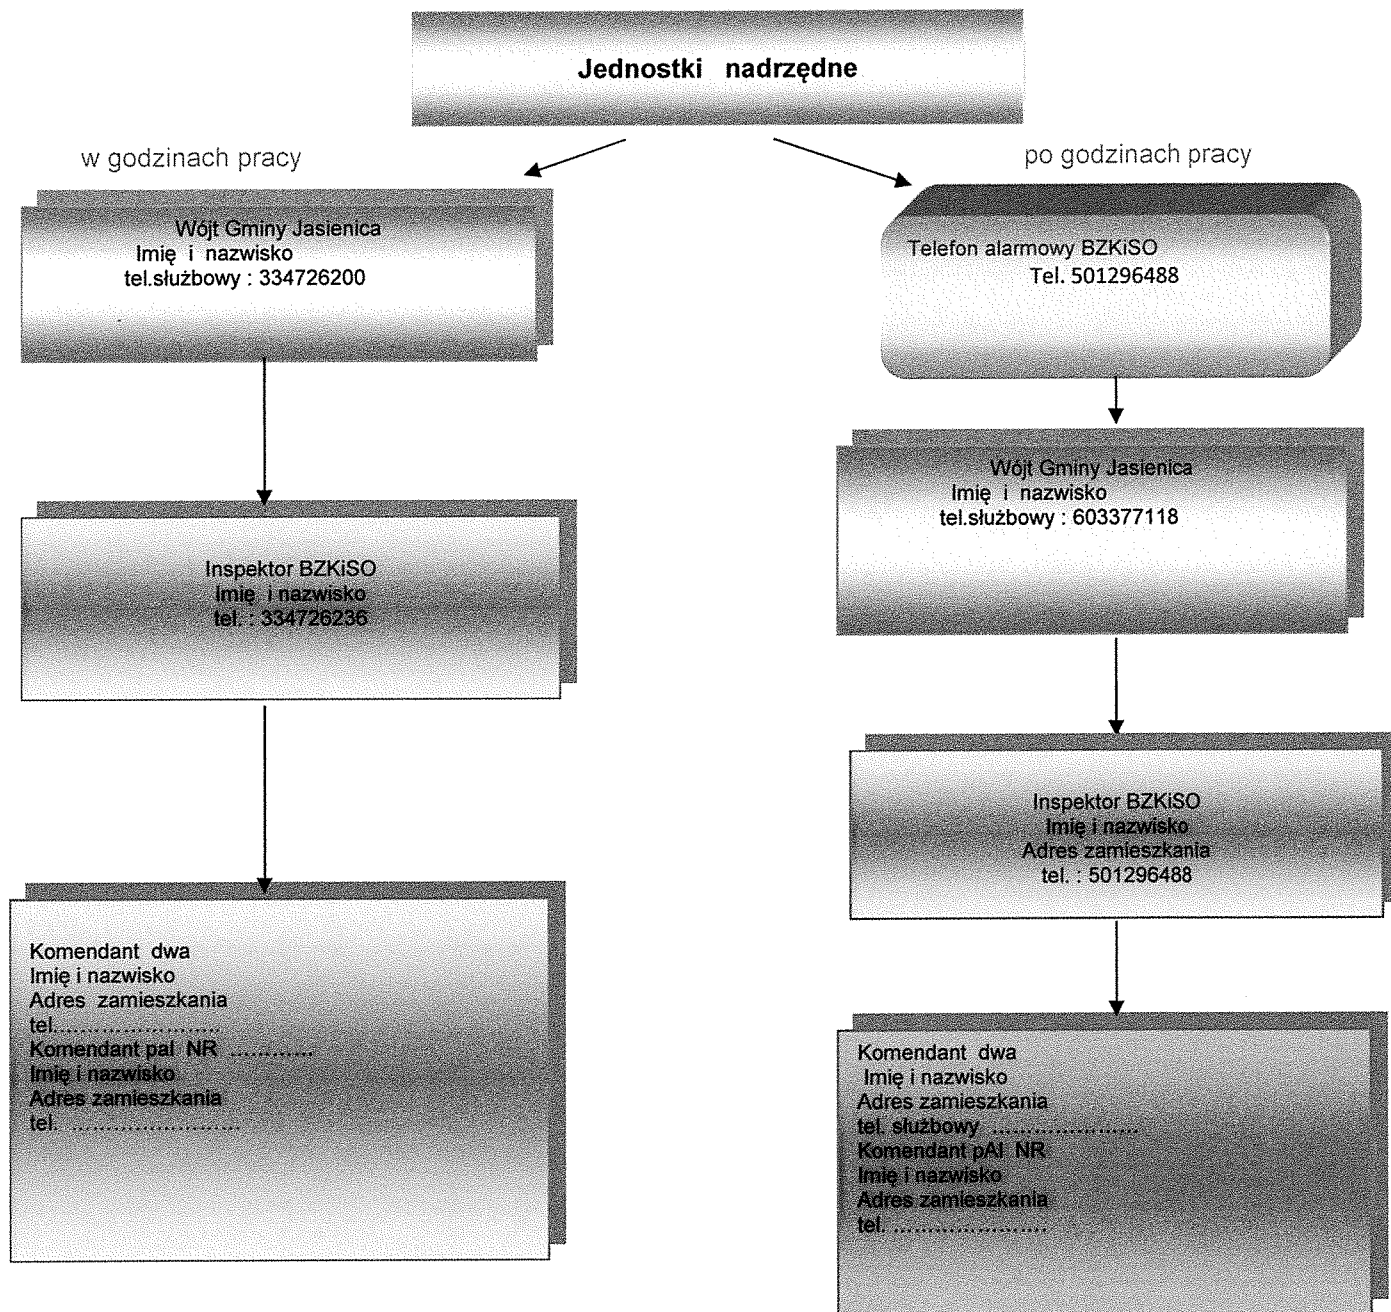 Jednostki nadrzędne
w godzinach pracy
Wójt Gminy Jasienica
Imię i nazwisko
tel.służbowy : 334726200
Inspektor BZKiSO
Imię i nazwisko
tel. : 334726236
Komendant dwa
Imię i nazwisko
Adres zamieszkania
tel..........................
Komendant pal NR .............
Imię i nazwisko
Adres zamieszkania
tel. ..........................
po godzinach pracy
Telefon alarmowy BZKiSO
Tel. 501296488
Wójt Gminy Jasienica
Imię i nazwisko
tel.służbowy : 603377118
Inspektor BZKiSO
Imię i nazwisko
Adres zamieszkania
tel. : 501296488
Komendant dwa
Imię i nazwisko
Adres zamieszkania
tel. służbowy .......................
Komendant pAl NR
Imię i nazwisko
Adres zamieszkania
tel. .......................